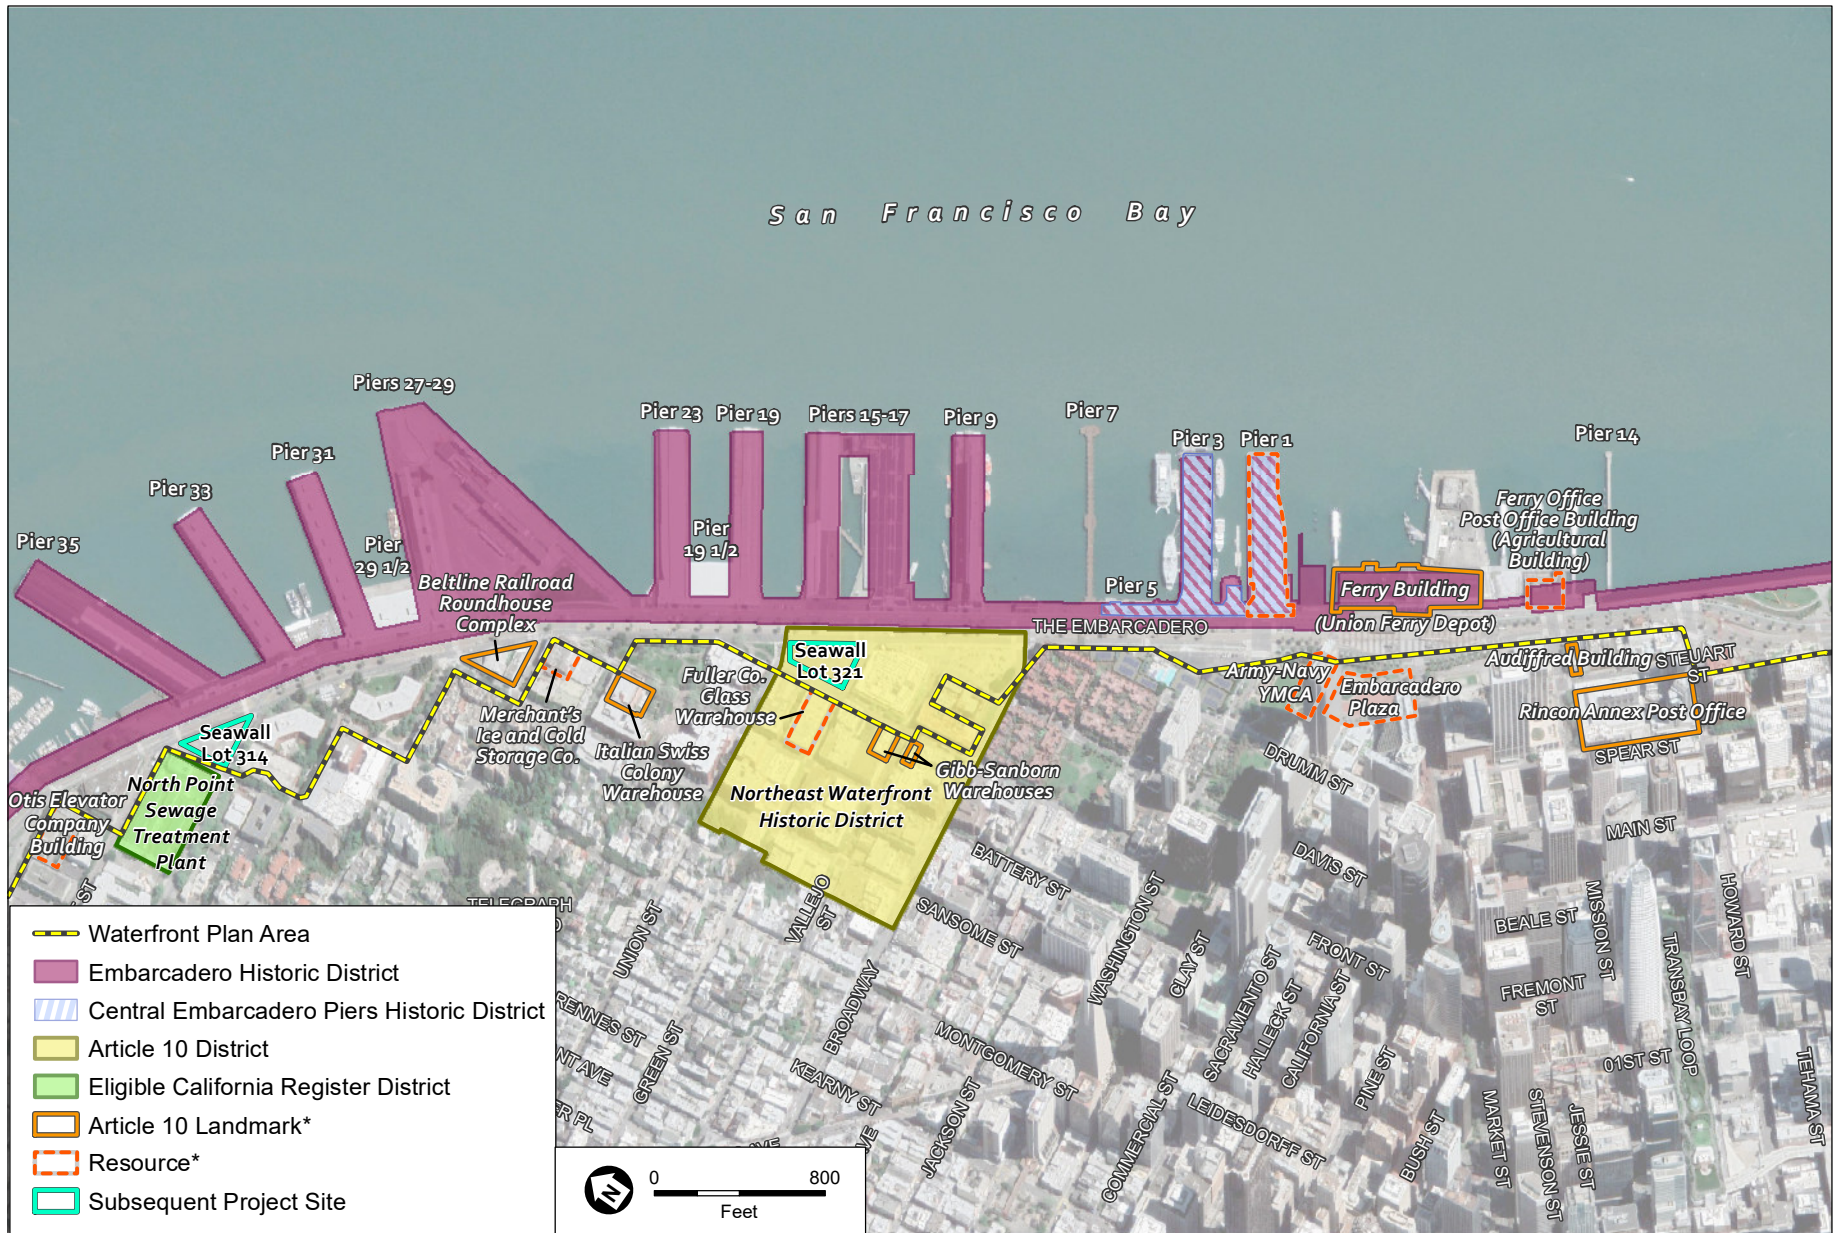 San Francisco Bay
Piers 27-29
Pier 23
Pier 19
Piers 15-17
Pier 9
Pier 7
Pier 3
Pier 1
Pier 14
Pier 31
Pier 33
Pier 35
Pier
29 1/2
Pier
19 1/2
Pier 5
Ferry Office
Post Office Building
(Agricultural
Building)
Beltline Railroad
Roundhouse
Complex
Ferry Building
(Union Ferry Depot)
THE EMBARCADERO
Seawall
Lot 321
Fuller Co.
Glass
Warehouse
Army-Navy
YMCA
Embarcadero
Plaza
Audiffred Building
STEUART
ST
Rincon Annex Post Office
SPEAR ST
Merchant's
Ice and Cold
Storage Co.
Italian Swiss
Colony
Warehouse
Seawall
Lot 314
North Point
Sewage
Treatment
Plant
Otis Elevator
Company
Building
Gibb-Sanborn
Warehouses
Northeast Waterfront
Historic District
DRUMM ST
MAIN ST
DAVIS ST
BATTERY ST
SANSOME ST
VALLEJO
ST
UNION ST
WASHINGTON ST
CLAY ST
SACRAMENTO ST
HALLECK ST
CALIFORNIA ST
FRONT ST
BEALE ST
FREMONT
ST
MISSION ST
TRANSBAY LOOP
HOWARD ST
TELEGRAPH
ST
RENNES ST
NT AVE
ER PL
GREEN ST
BROADWAY
KEARNY ST
MONTGOMERY ST
JACKSON ST
COMMERCIAL ST
LEIDESDORFF ST
PINE ST
BUSH ST
MARKET ST
STEVENSON ST
JESSIE ST
01ST ST
TEHAMA ST
AVE
AVE
Waterfront Plan Area
Embarcadero Historic District
Central Embarcadero Piers Historic District
Article 10 District
Eligible California Register District
Article 10 Landmark*
Resource*
Subsequent Project Site
N
0 800
Feet